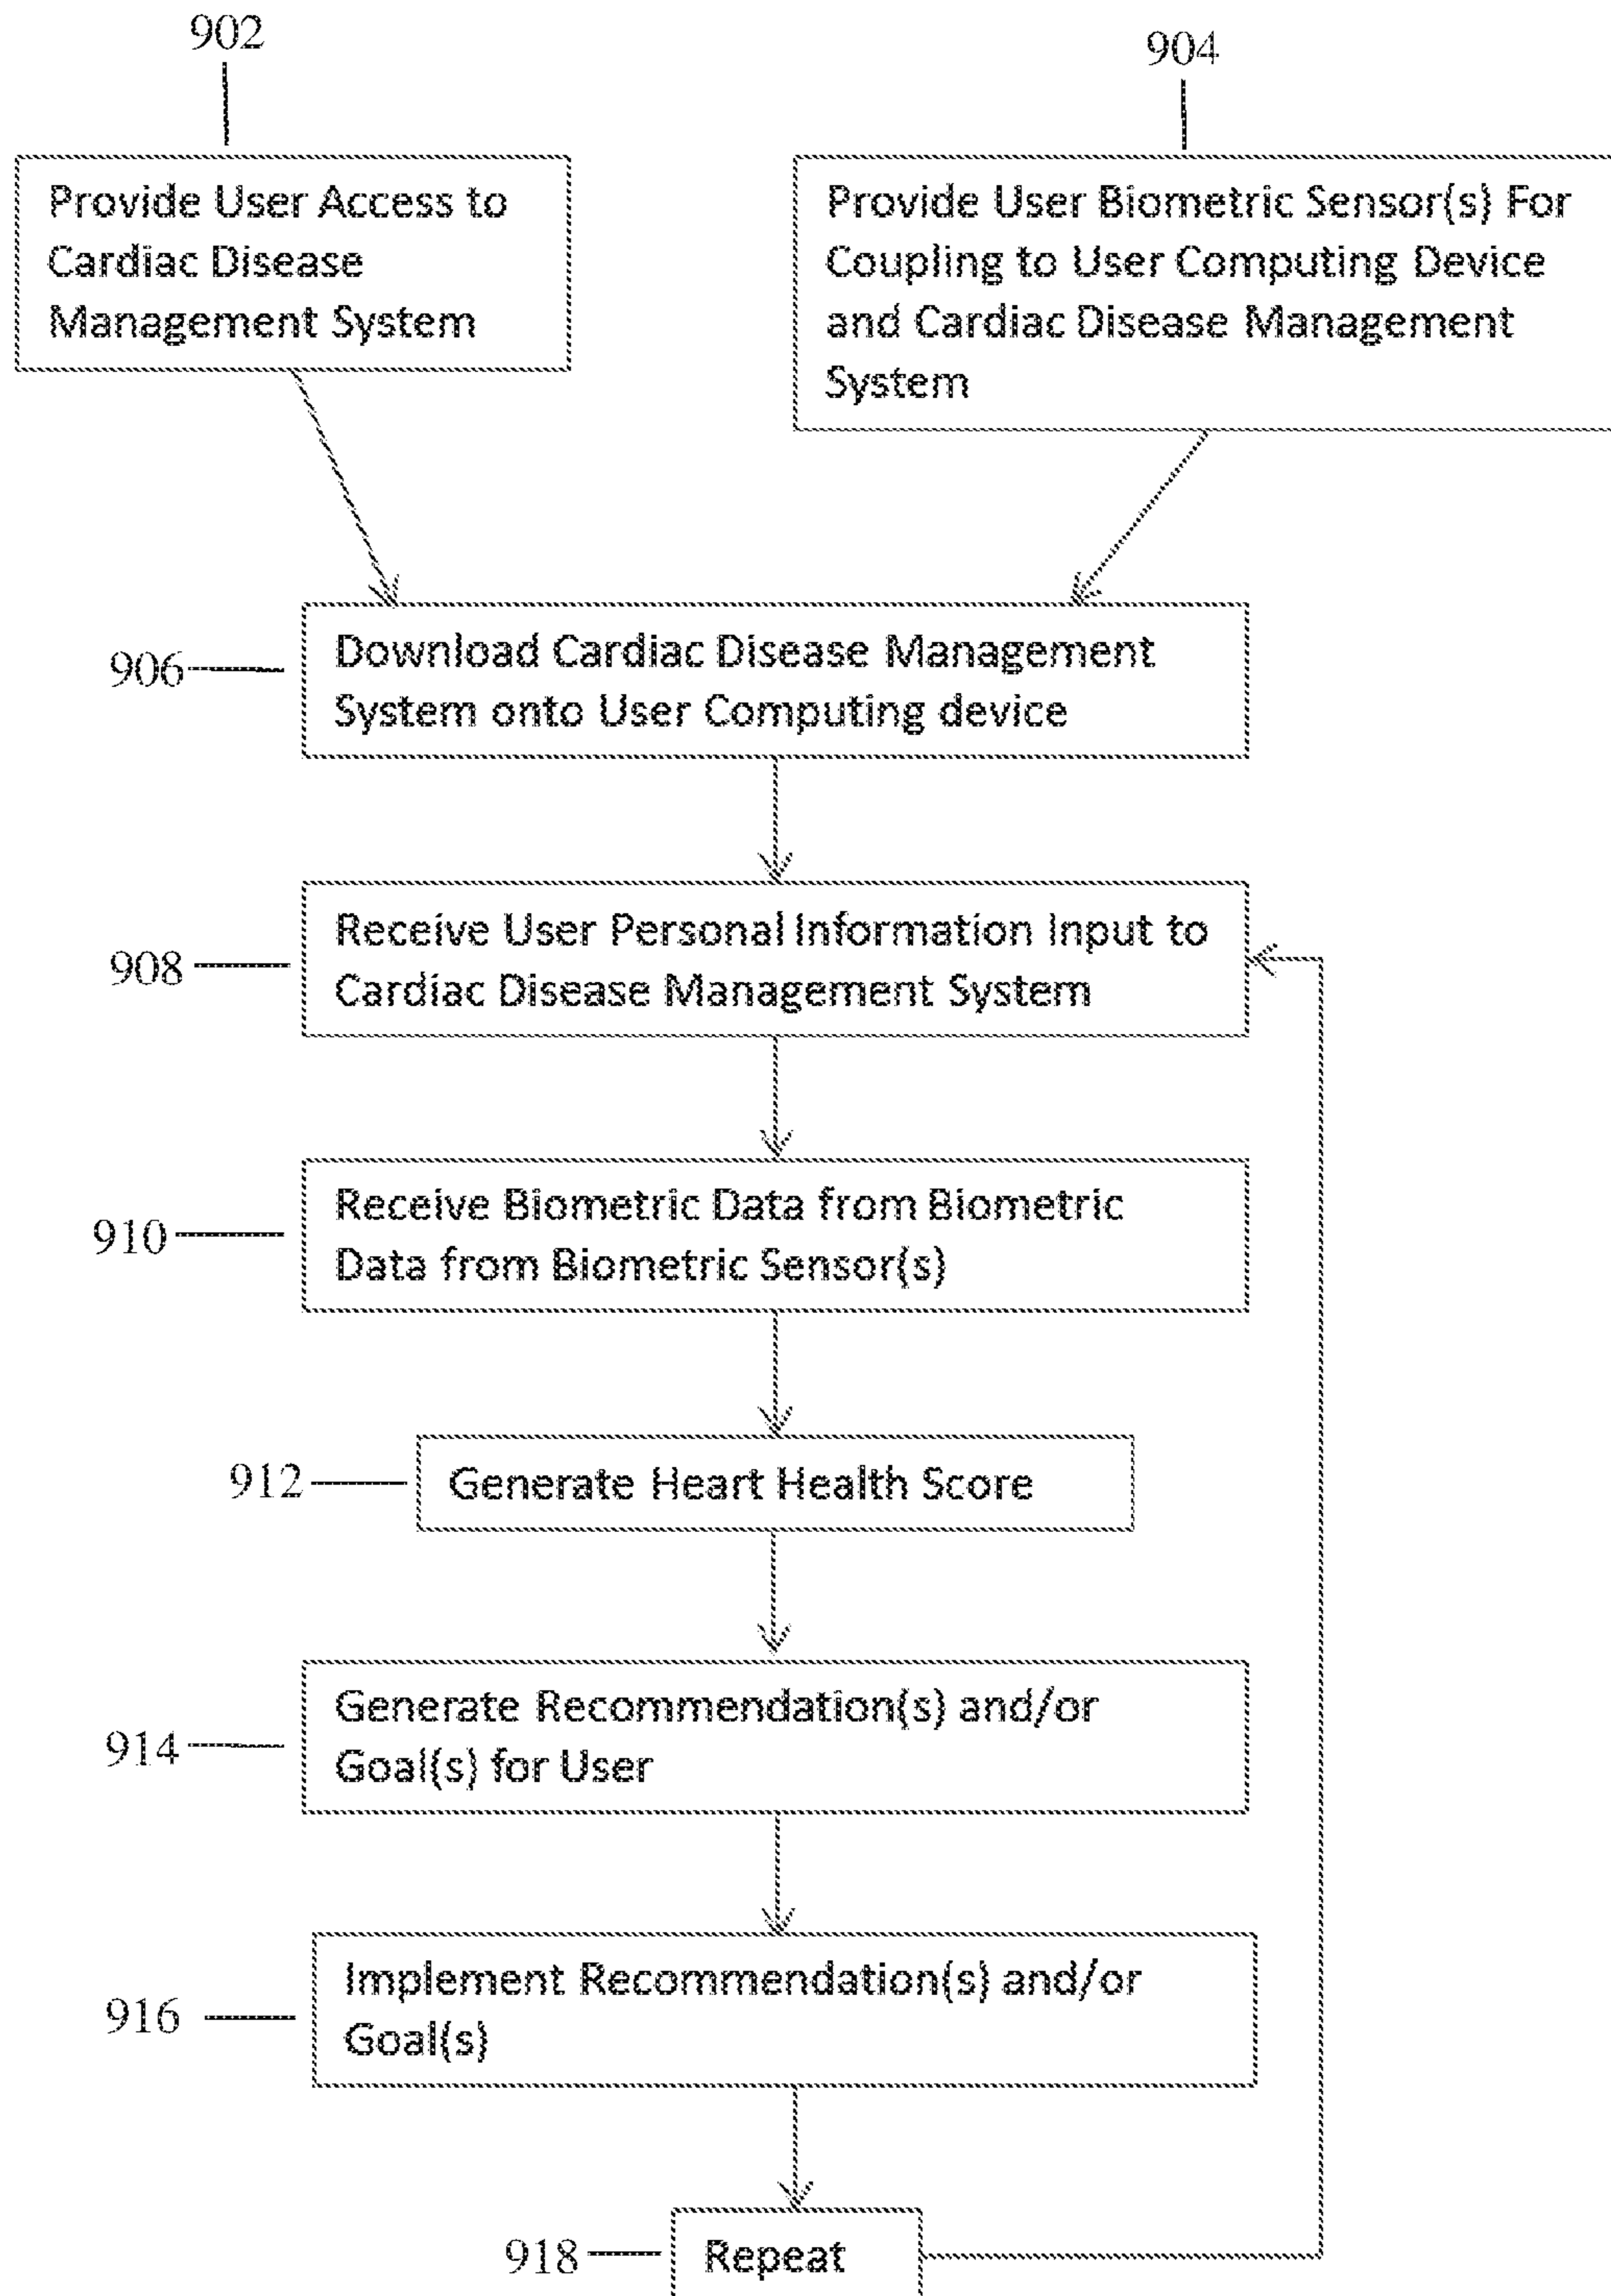 902
904
Provide User Access to
Cardiac Disease
Management System
Provide User Biometric Sensor(s) For
Coupling to User Computing Device
and Cardiac Disease Management
System
906
Download Cardiac Disease Management
System onto User Computing device
908
Receive User Personal Information Input to
Cardiac Disease Management System
910
Receive Biometric Data from Biometric
Data from Biometric Sensor(s)
912
Generate Heart Health Score
914
Generate Recommendation(s) and/or
Goal(s) for User
916
Implement Recommendation(s) and/or
Goal(s)
918
Repeat